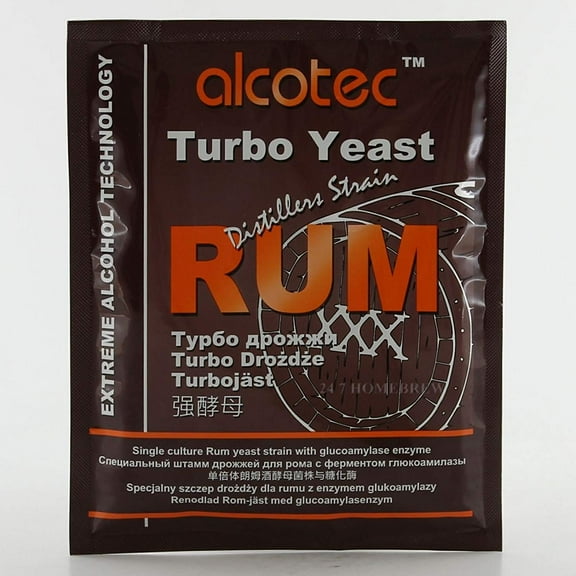 alcotec™
Turbo Yeast
Distillers Strain
RUM
XXX
Турбо дрожжи
Turbo Drożdże
Turbojäst
强酵母
24 7 HOMEBREW
EXTREME ALCOHOL TECHNOLOGY
Single culture Rum yeast strain with glucoamylase enzyme
Специальный штамм дрожжей для рома с ферментом глюкоамилазы
单倍体朗姆酒酵母菌株与糖化酶
Specjalny szczep drożdży dla rumu z enzymem glukoamylazy
Renodlad Rom-jäst med glucoamylasenzym